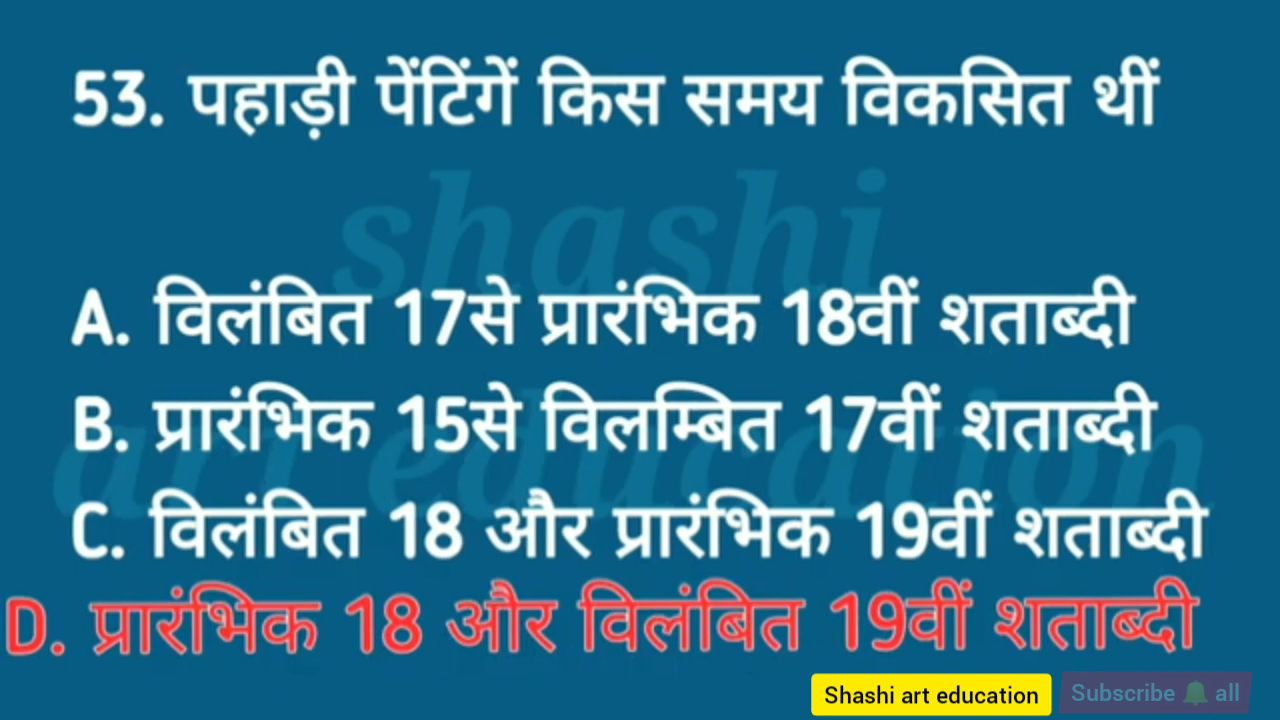 53. पहाड़ी पेंटिंगें किस समय विकसित थीं
shashi
A. विलंबित 17से प्रारंभिक 18वीं शताब्दी
B. प्रारंभिक 15से विलम्बित 17वीं शताब्दी
art education
C. विलंबित 18 और प्रारंभिक 19वीं शताब्दी
D. प्रारंभिक 18 और विलंबित 19वीं शताब्दी
Shashi art education
Subscribe all